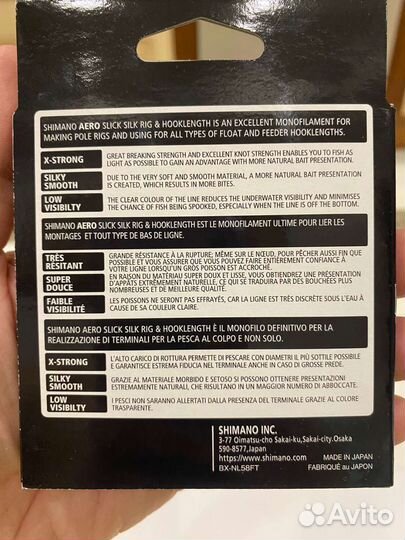 SHIMANO AERO SLICK SILK RIG & HOOKLENGTH IS AN EXCELLENT MONOFILAMENT FOR
MAKING POLE RIGS AND USING FOR ALL TYPES OF FLOAT AND FEEDER HOOKLENGTHS.
X-STRONG
GREAT BREAKING STRENGTH AND EXCELLENT KNOT STRENGTH ENABLES YOU TO FISH AS
LIGHT AS POSSIBLE TO GAIN AN ADVANTAGE WITH MORE NATURAL BAIT PRESENTATION.
SILKY
SMOOTH
DUE TO THE VERY SOFT AND SMOOTH MATERIAL, A MORE NATURAL BAIT PRESENTATION
IS CREATED, WHICH RESULTS IN MORE BITES.
LOW
VISIBILTY
THE CLEAR COLOUR OF THE LINE REDUCES THE UNDERWATER VISIBILITY AND MINIMISES
THE CHANCE OF FISH BEING SPOOKED, ESPECIALLY WHEN THE LINE IS OFF THE BOTTOM.
SHIMANO AERO SLICK SILK RIG & HOOKLENGTH EST LE MONOFILAMENT ULTIME POUR LIER LES
MONTAGES ET TOUT TYPE DE BAS DE LIGNE.
TRÈS
RÉSITANT
GRANDE RÉSISTANCE À LA RUPTURE; MÊME SUR LE NŒUD, POUR PÊCHER AUSSI FIN QUE
POSSIBLE ET VOUS ASSURER QUE VOUS POUVEZ FAIRE ENTIÈREMENT CONFIANCE À
VOTRE LIGNE LORSQU'UN GROS POISSON EST ACCROCHÉ.
SUPER
DOUCE
EN RAISON DU MATÉRIEL SUPER DOUX ET LISSE, VOUS OBTIENDREZ UNE PRÉSENTATION
D'APPÂTS EXTRÊMEMENT NATURELLE, CE QUI SE TRADUIRA PAR DES BOUCHÉES PLUS
NOMBREUSES ET DE MEILLEURE QUALITÉ.
FAIBLE
VISIBILITÉ
LES POISSONS NE SERONT PAS EFFRAYÉS, CAR LA LIGNE EST TRÈS DISCRÈTE SOUS L'EAU À
CAUSE DE SA COULEUR CLAIRE.
SHIMANO AERO SLICK SILK RIG & HOOKLENGTH È IL MONOFILO DEFINITIVO PER LA
REALIZZAZIONE DI TERMINALI PER LA PESCA AL COLPO E NON SOLO.
X-STRONG
L'ALTO CARICO DI ROTTURA PERMETTE DI PESCARE CON DIAMETRI IL PIÙ SOTTILE POSSIBILE
E GARANTISCE ESTREMA FIDUCIA NEL TERMINALE ANCHE IN CASO DI GROSSE PREDE.
SILKY
SMOOTH
GRAZIE AL MATERIALE MORBIDO E SETOSO SI POSSONO OTTENERE PRESENTAZIONI
ESTREMAMENTE NATURALI, CHE RISULTANO IN UN MAGGIOR NUMERO DI ABBOCCATE.
LOW
VISIBILTY
I PESCI NON SARANNO ALLERTATI DALLA PRESENZA DEL TERMINALE GRAZIE AL COLORE
TRASPARENTE.
SHIMANO INC.
3-77 Oimatsu-cho Sakai-ku,Sakai-city,Osaka
590-8577,Japan
https://www.shimano.com
MADE IN JAPAN
BX-NL58FT
FABRIQUÉ au JAPON
Avito